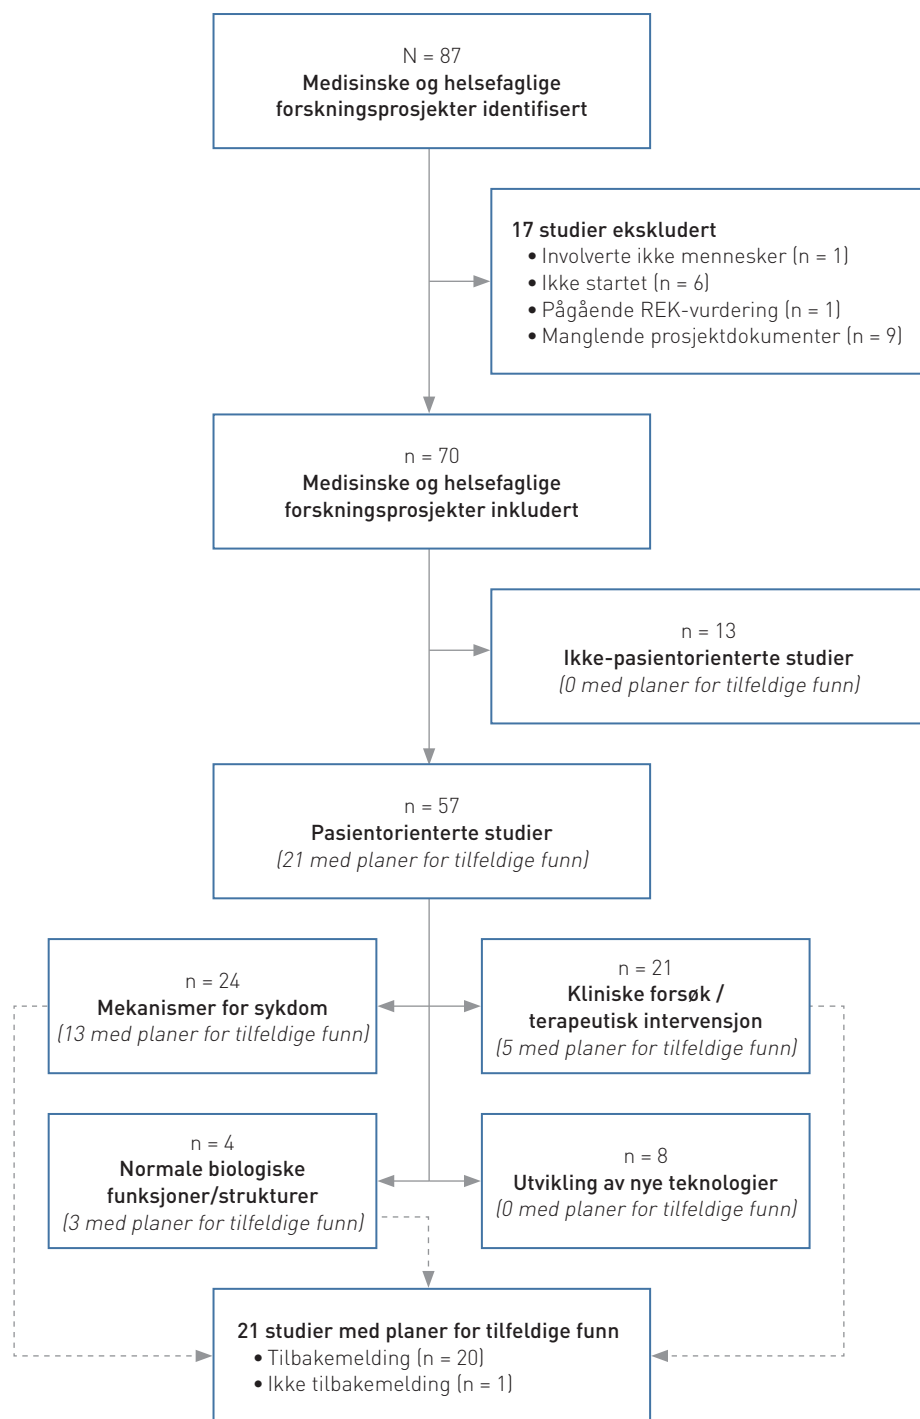 N = 87
Medisinske og helsefaglige
forskningsprosjekter identifisert
17 studier ekskludert
• Involverte ikke mennesker (n = 1)
• Ikke startet (n = 6)
• Pågående REK-vurdering (n = 1)
• Manglende prosjektdokumenter (n = 9)
n = 70
Medisinske og helsefaglige
forskningsprosjekter inkludert
n = 13
Ikke-pasientorienterte studier
(0 med planer for tilfeldige funn)
n = 57
Pasientorienterte studier
(21 med planer for tilfeldige funn)
n = 24
Mekanismer for sykdom
(13 med planer for tilfeldige funn)
n = 21
Kliniske forsøk /
terapeutisk intervensjon
(5 med planer for tilfeldige funn)
n = 4
Normale biologiske
funksjoner/strukturer
(3 med planer for tilfeldige funn)
n = 8
Utvikling av nye teknologier
(0 med planer for tilfeldige funn)
21 studier med planer for tilfeldige funn
• Tilbakemelding (n = 20)
• Ikke tilbakemelding (n = 1)